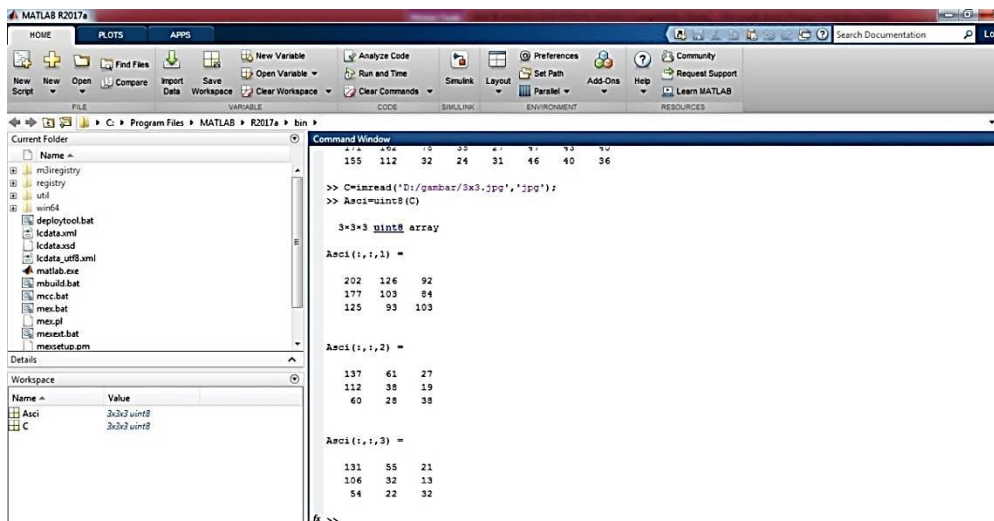 MATLAB R2017a
HOME PLOTS APPS
Search Documentation
Lo
New Script
New
Open
Find Files
Compare
FILE
Import Data
Save Workspace
New Variable
Open Variable
Clear Workspace
VARIABLE
Analyze Code
Run and Time
Clear Commands
CODE
Simulink
SIMULINK
Layout
Preferences
Set Path
Parallel
ENVIRONMENT
Add-Ons
Help
Community
Request Support
Learn MATLAB
RESOURCES
C: Program Files MATLAB R2017a bin
Current Folder
Name
m3iregistry
registry
util
win64
deploytool.bat
lcdata.xml
lcdata.xsd
lcdata_utf8.xml
matlab.exe
mbuild.bat
mcc.bat
mex.bat
mex.pl
mexext.bat
mexsetup.pm
Details
Workspace
Name Value
Asci 3x3x3 uint8
C 3x3x3 uint8
Command Window
155 112 32 24 31 46 40 36
>> C=imread('D:/gambar/3x3.jpg','jpg');
>> Asci=uint8(C)
3×3×3 uint8 array
Asci(:,:,1) =
202 126 92
177 103 84
125 93 103
Asci(:,:,2) =
137 61 27
112 38 19
60 28 38
Asci(:,:,3) =
131 55 21
106 32 13
54 22 32
fx >>